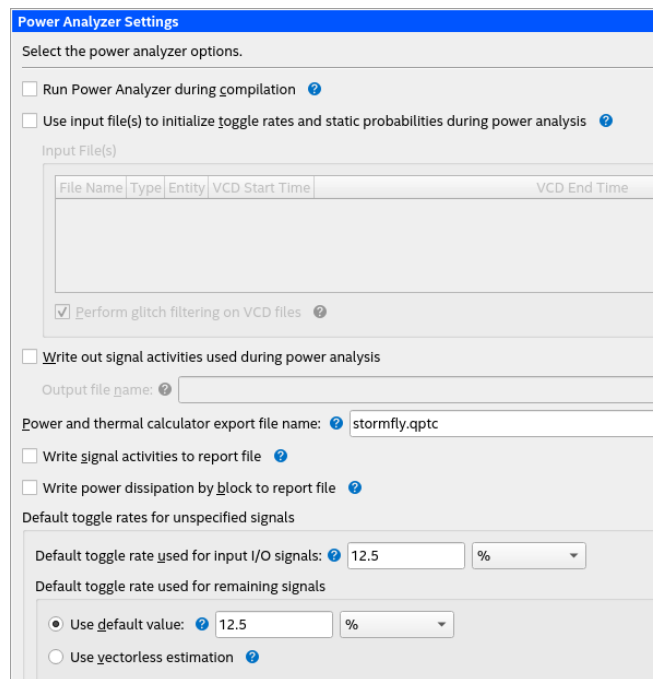 Power Analyzer Settings
Select the power analyzer options.
Run Power Analyzer during compilation ?
Use input file(s) to initialize toggle rates and static probabilities during power analysis ?
Input File(s)
File Name Type Entity VCD Start Time VCD End Time
Perform glitch filtering on VCD files ?
Write out signal activities used during power analysis
Output file name: ?
Power and thermal calculator export file name: ? stormfly.qptc
Write signal activities to report file ?
Write power dissipation by block to report file ?
Default toggle rates for unspecified signals
Default toggle rate used for input I/O signals: ? 12.5 %
Default toggle rate used for remaining signals
Use default value: ? 12.5 %
Use vectorless estimation ?